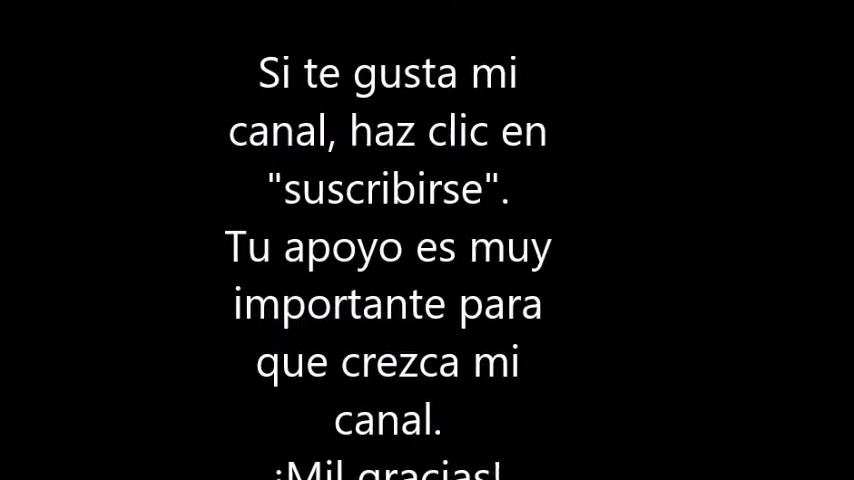 Si te gusta mi
canal, haz clic en
"suscribirse".
Tu apoyo es muy
importante para
que crezca mi
canal.
¡Mil gracias!